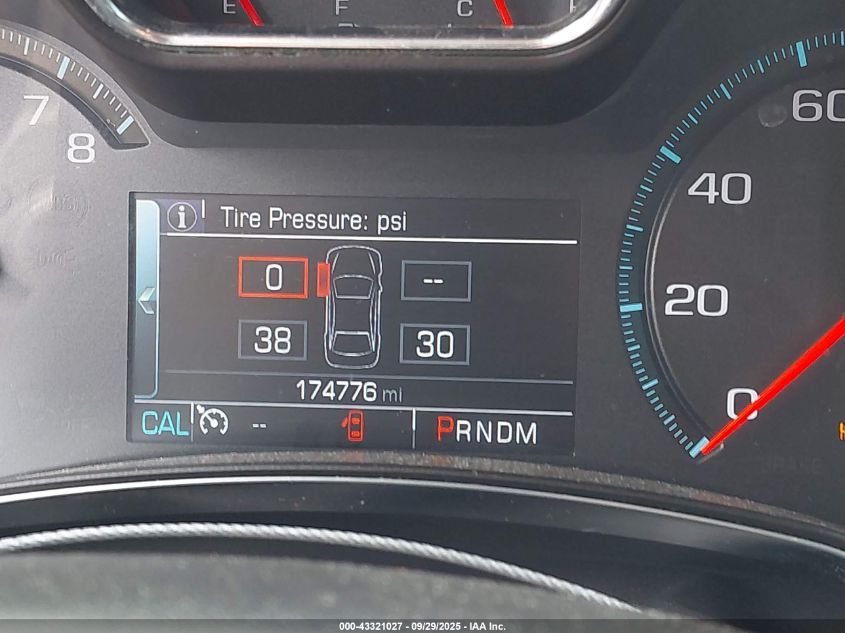 E F C
7
8
60
40
20
0
Tire Pressure: psi
0 --
38 30
174776 mi
CAL -- PRNDM
000-43321027 - 09/29/2025 - IAA Inc.